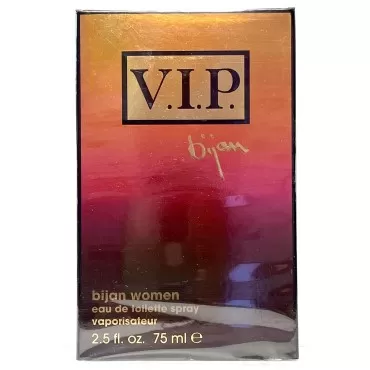 V.I.P.
bijan
bijan women
eau de toilette spray
vaporisateur
2.5 fl. oz. 75 ml ℮